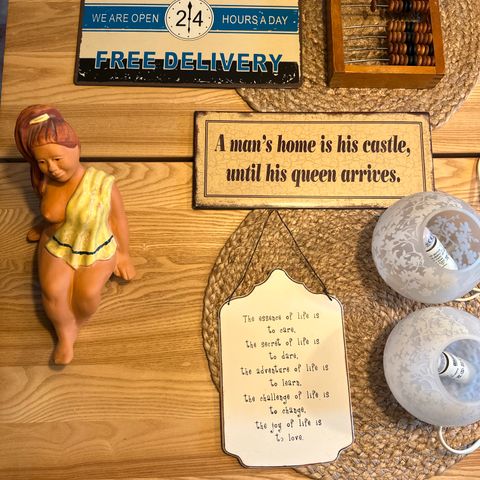 WE ARE OPEN 24 HOURS A DAY
FREE DELIVERY
A man's home is his castle,
until his queen arrives.
The essence of life is
to care,
the secret of life is
to dare,
the adventure of life is
to learn,
the challenge of life is
to change,
the joy of life is
to love.